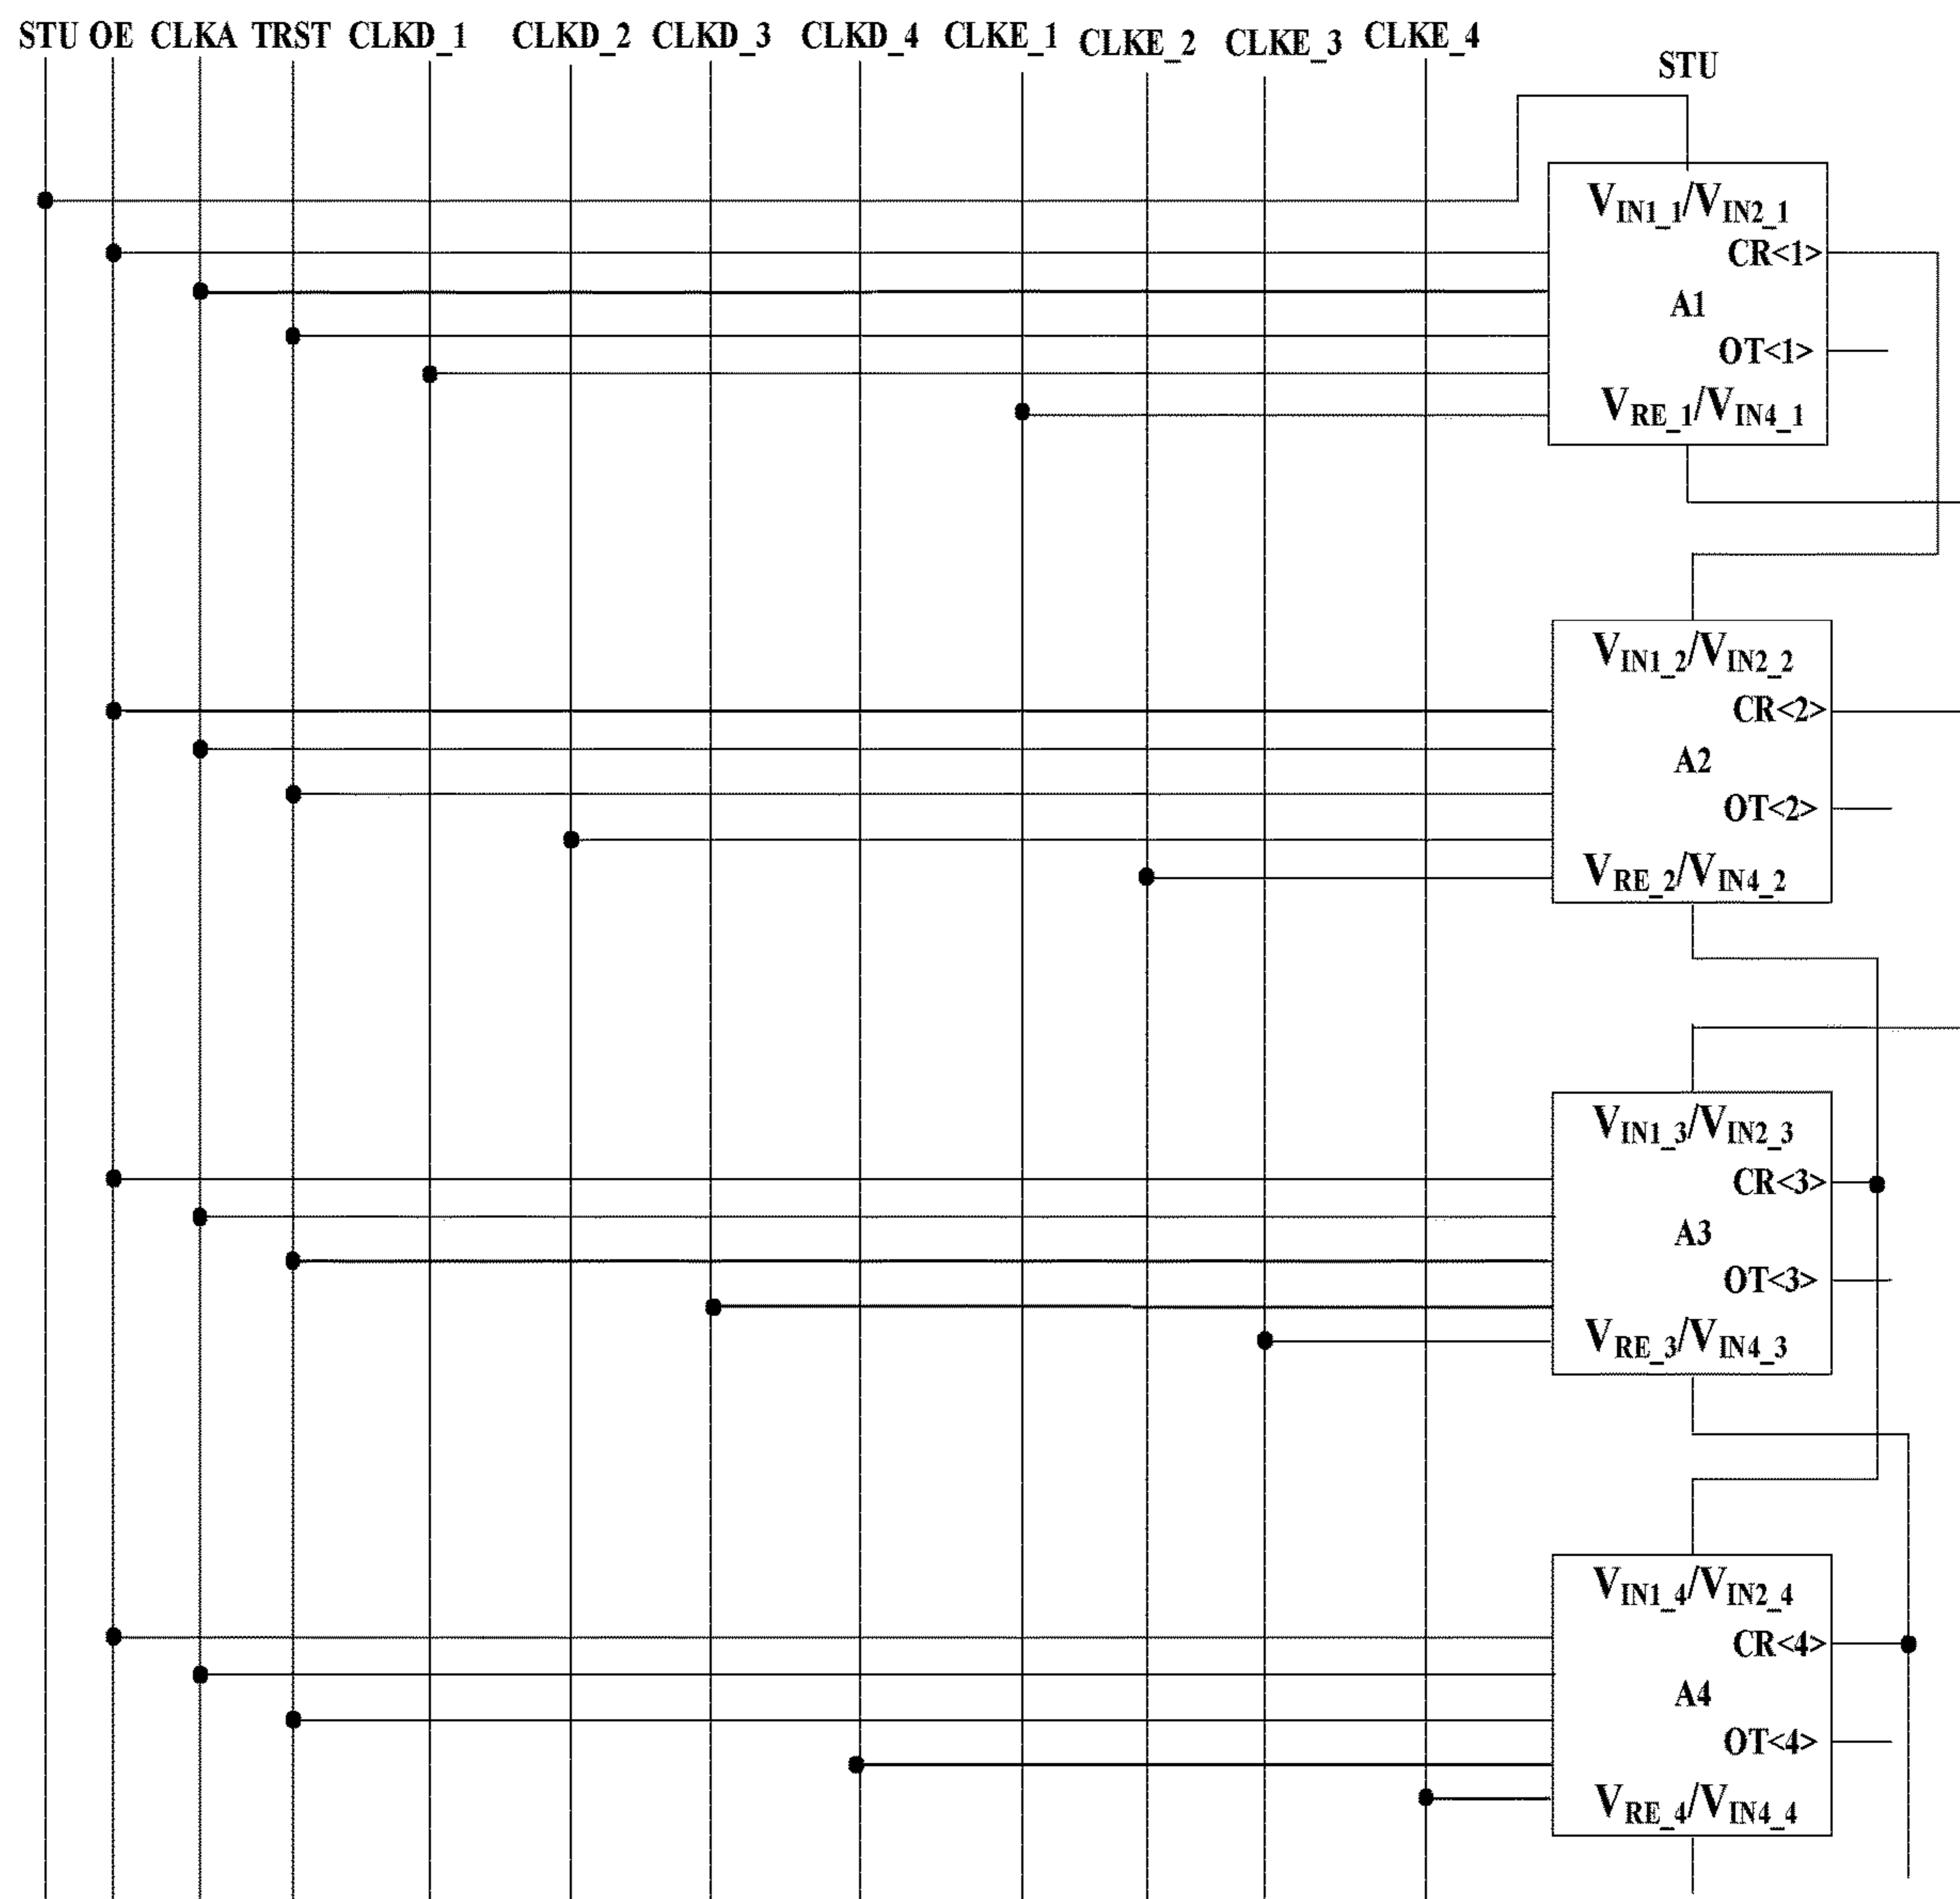 STU OE CLKA TRST CLKD_1 CLKD_2 CLKD_3 CLKD_4 CLKE_1 CLKE_2 CLKE_3 CLKE_4
STU
VIN1_1/VIN2_1
CR<1>
A1
OT<1>
VRE_1/VIN4_1
VIN1_2/VIN2_2
CR<2>
A2
OT<2>
VRE_2/VIN4_2
VIN1_3/VIN2_3
CR<3>
A3
OT<3>
VRE_3/VIN4_3
VIN1_4/VIN2_4
CR<4>
A4
OT<4>
VRE_4/VIN4_4